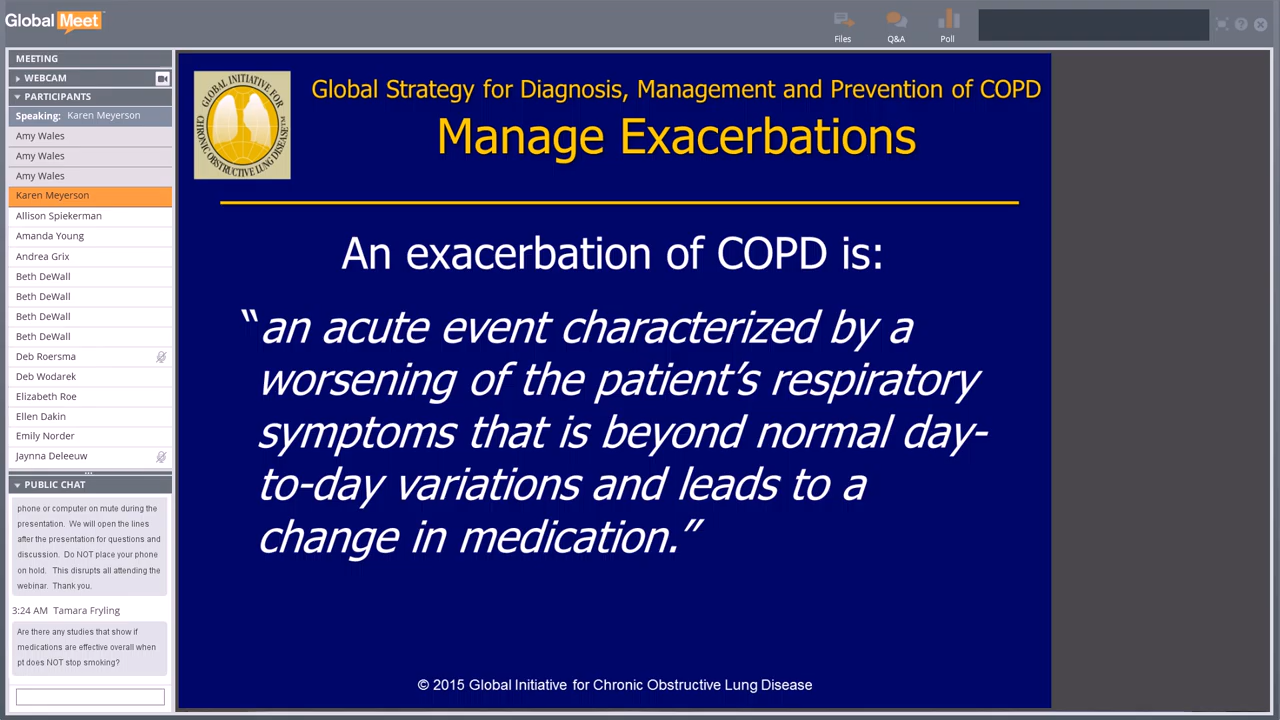 Global Meet
Files
Q&A
Poll
MEETING
WEBCAM
PARTICIPANTS
Speaking: Karen Meyerson
Amy Wales
Amy Wales
Amy Wales
Karen Meyerson
Allison Spiekerman
Amanda Young
Andrea Grix
Beth DeWall
Beth DeWall
Beth DeWall
Beth DeWall
Deb Roersma
Deb Wodarek
Elizabeth Roe
Ellen Dakin
Emily Norder
Jaynna Deleeuw
PUBLIC CHAT
phone or computer on mute during the
presentation. We will open the lines
after the presentation for questions and
discussion. Do NOT place your phone
on hold. This disrupts all attending the
webinar. Thank you.
3:24 AM Tamara Fryling
Are there any studies that show if
medications are effective overall when
pt does NOT stop smoking?
GLOBAL INITIATIVE FOR
CHRONIC OBSTRUCTIVE LUNG DISEASE
Global Strategy for Diagnosis, Management and Prevention of COPD
Manage Exacerbations
An exacerbation of COPD is:
“an acute event characterized by a
worsening of the patient’s respiratory
symptoms that is beyond normal day-
to-day variations and leads to a
change in medication.”
© 2015 Global Initiative for Chronic Obstructive Lung Disease